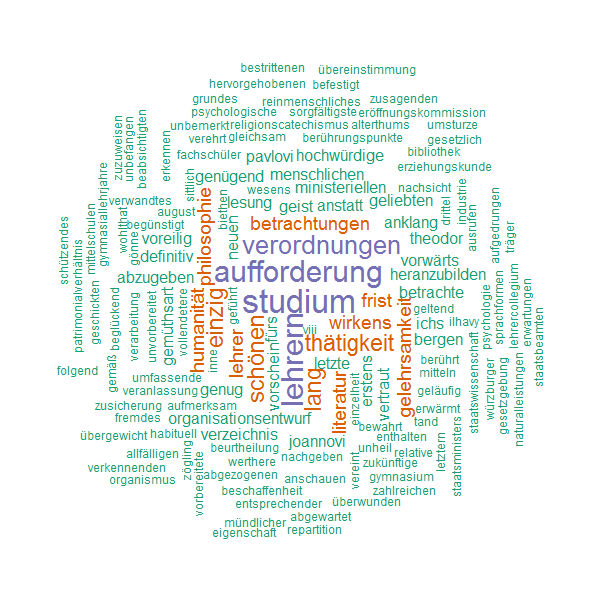 bestrittenen
übereinstimmung
hervorgehobenen
befestigt
grundes
reinmenschliches
zusagenden
psychologische
sorgfältigste
eröffnungskommission
unbemerkt
religionscatechismus
alterthums
umsturze
verehrt
gleichsam
berührungspunkte
gesetzlich
bibliothek
fachschüler
pavlovi
hochwürdige
erziehungskunde
genügend
menschlichen
wesens
ministeriellen
nachsicht
zuzuweisen
unbefangen
beabsichtigten
erkennen
sittlich
biethen
lesung
geist
anstatt
geliebten
drittel
industrie
ausrufen
aufgedrungen
träger
verwandtes
august
begünstigt
betrachtungen
anklang
wohlthat
gönne
voreilig
neuen
philosophie
verordnungen
theodor
definitiv
vorwärts
abzugeben
aufforderung
heranzubilden
schützendes
patrimonialverhältnis
mittelschulen
gymnasiallehrjahre
geschickten
beglückend
verarbeitung
unvorbereitet
gemüthsart
vollendetere
humanität
einzig
geführt
studium
frist
betrachte
geltend
psychologie
sprachformen
lehrercollegium
erwartungen
staatsbeamten
viii
wirkens
ichs
ilhavy
lehrer
schönen
vorschein
fürs
lehrern
thätigkeit
gelehrsamkeit
bergen
inne
letzte
berührt
mitteln
folgend
gemäß
umfassende
veranlassung
genug
lang
literatur
einzelheit
erstens
vertraut
geläufig
staatswissenschaft
würzburger
gesetzgebung
naturalleistungen
zusicherung
aufmerksam
erwärmt
fremdes
organisationsentwurf
bewahrt
tand
übergewicht
habituell
verzeichnis
joannovi
enthalten
staatsministers
allfälligen
zögling
beurtheilung
unheil
relative
letztern
verkennenden
werthere
nachgeben
vereint
zukünftige
organismus
vorbereitete
abgezogenen
anschauen
gymnasium
beschaffenheit
zahlreichen
entsprechender
überwunden
mündlicher
abgewartet
eigenschaft
repartition